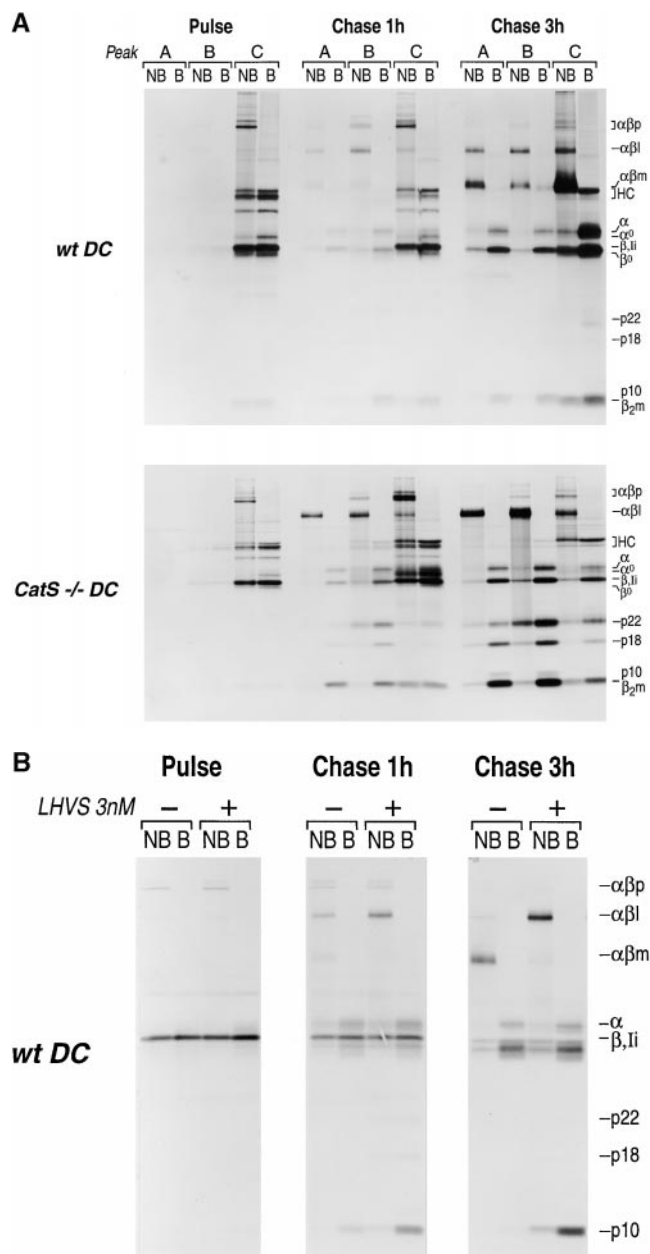 A
Pulse Chase 1h Chase 3h
Peak A B C A B C A B C
NB B NB B NB B NB B NB B NB B NB B NB B NB B
αβp
αβl
αβm
HC
α
α⁰
β,Ii
β⁰
p22
p18
p10
β₂m
wt DC
αβp
αβl
HC
α
α⁰
β,Ii
β⁰
p22
p18
p10
β₂m
CatS -/- DC
B
Pulse Chase 1h Chase 3h
LHVS 3nM − + − + − +
NB B NB B NB B NB B NB B NB B
αβp
αβl
αβm
α
β,Ii
p22
p18
p10
wt DC